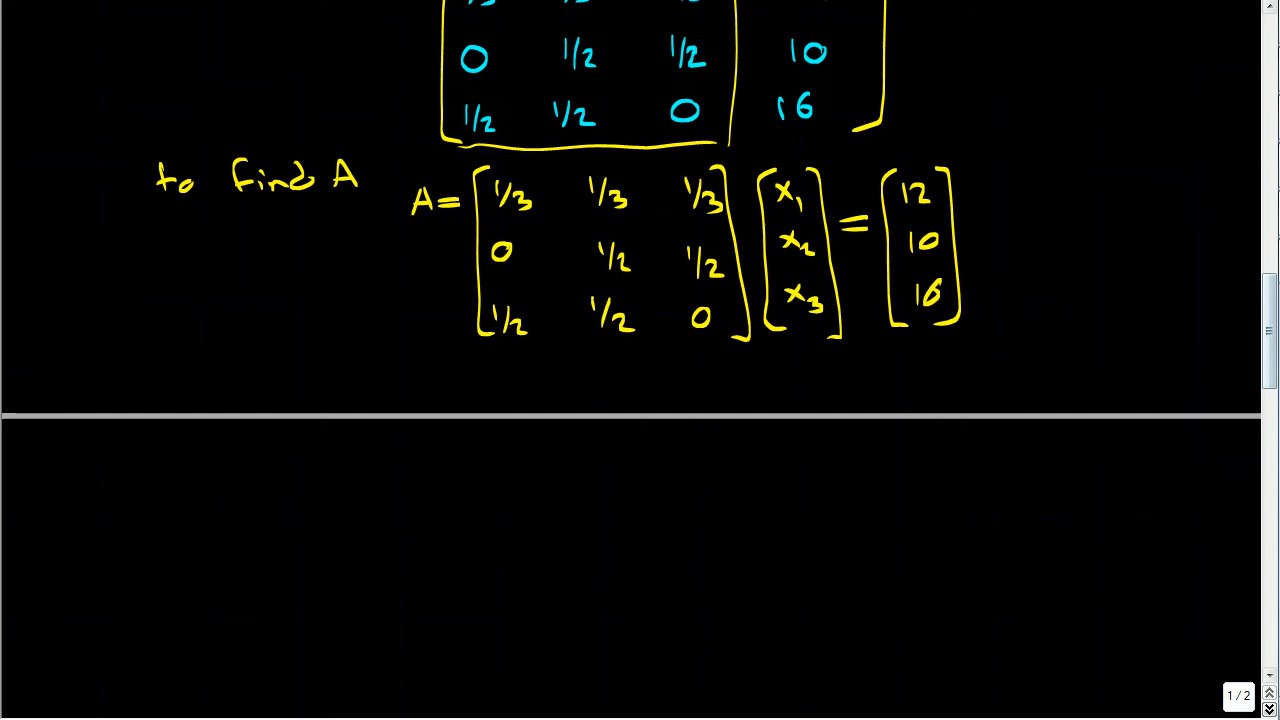 0 1/2 1/2 10
1/2 1/2 0 16
to find A
A= 1/3 1/3 1/3 x1 = 12
0 1/2 1/2 x2 10
1/2 1/2 0 x3 16
1 / 2